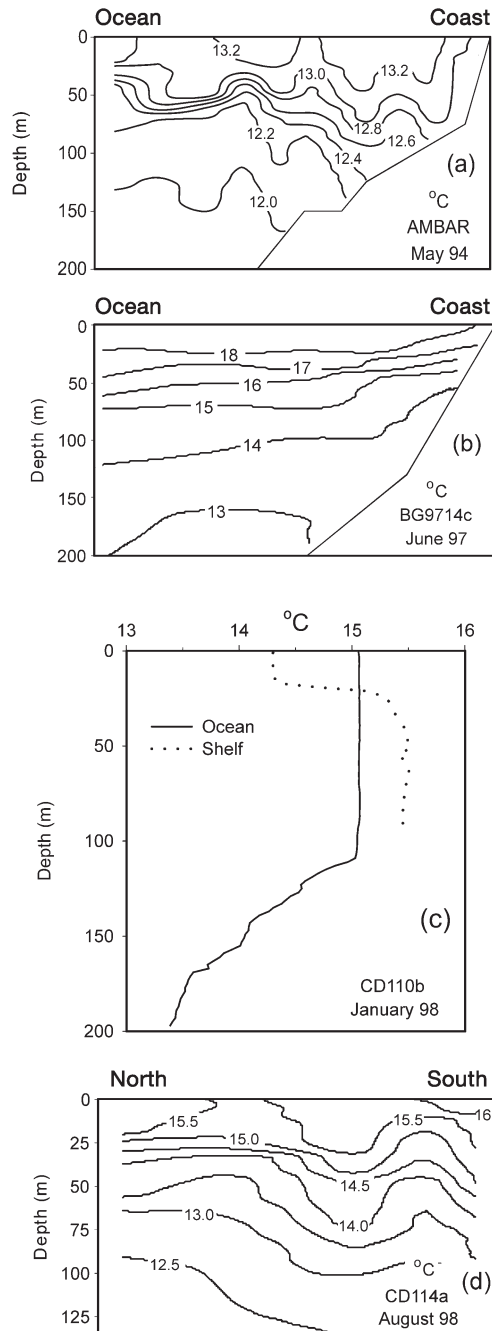 Ocean Coast
0
50
100
150
200
Depth (m)
13.2
13.0
13.2
12.8
12.6
12.2
12.4
12.0
(a)
°C
AMBAR
May 94
Ocean Coast
0
50
100
150
200
Depth (m)
18
17
16
15
14
13
(b)
°C
BG9714c
June 97
°C
13 14 15 16
0
50
100
150
200
Depth (m)
Ocean
Shelf
(c)
CD110b
January 98
North South
0
25
50
75
100
125
Depth (m)
15.5
15.5
16
15.0
14.5
14.0
13.0
12.5
°C-
(d)
CD114a
August 98